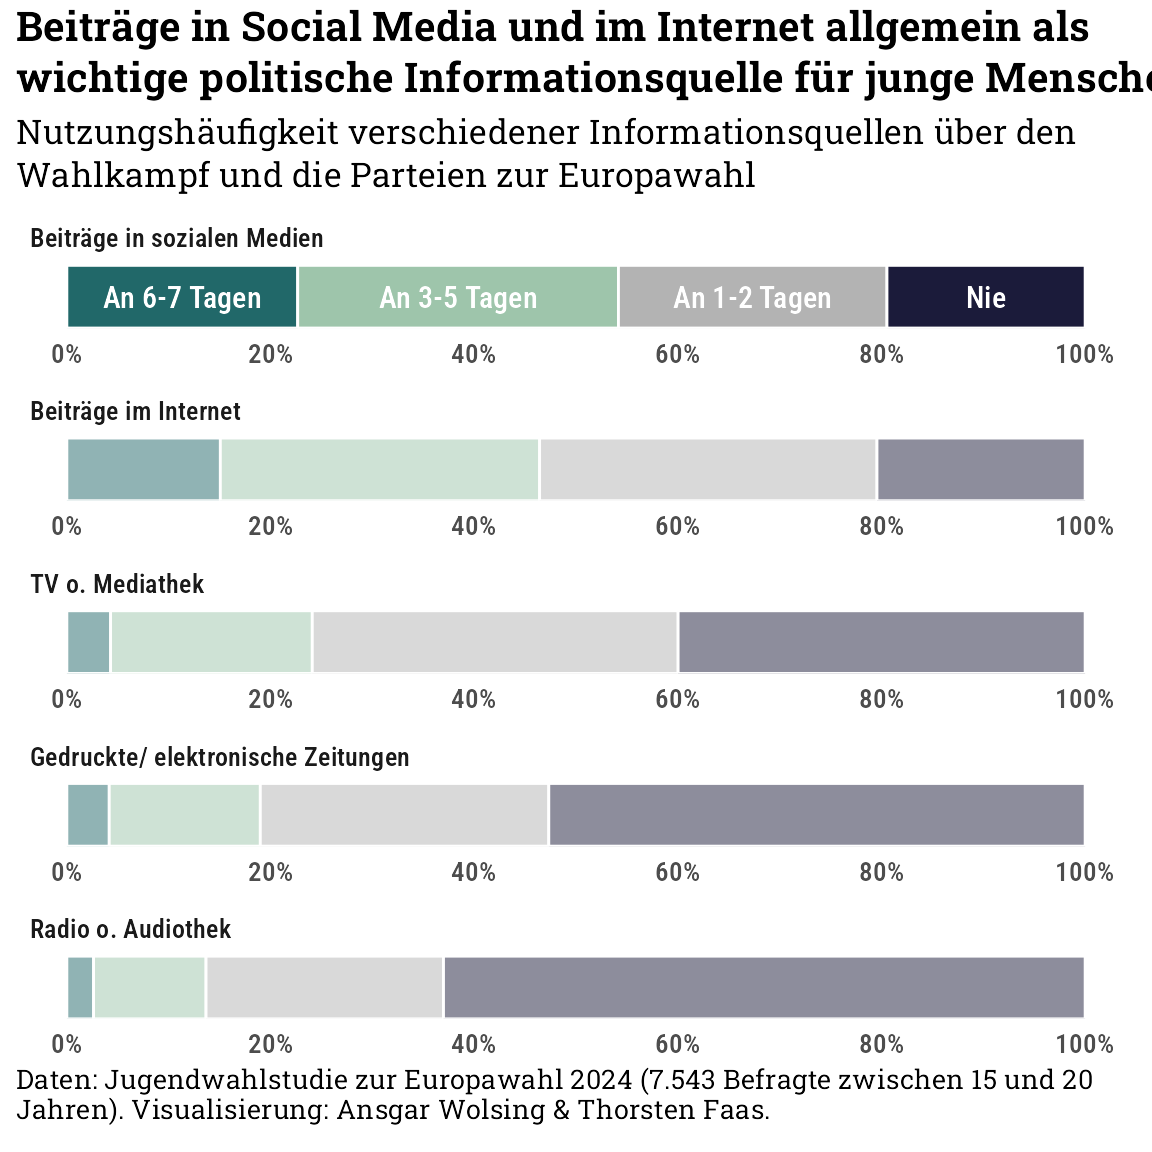 Beiträge in Social Media und im Internet allgemein als
wichtige politische Informationsquelle für junge Mensche
Nutzungshäufigkeit verschiedener Informationsquellen über den
Wahlkampf und die Parteien zur Europawahl
Beiträge in sozialen Medien
An 6-7 Tagen An 3-5 Tagen An 1-2 Tagen Nie
0% 20% 40% 60% 80% 100%
Beiträge im Internet
0% 20% 40% 60% 80% 100%
TV o. Mediathek
0% 20% 40% 60% 80% 100%
Gedruckte/ elektronische Zeitungen
0% 20% 40% 60% 80% 100%
Radio o. Audiothek
0% 20% 40% 60% 80% 100%
Daten: Jugendwahlstudie zur Europawahl 2024 (7.543 Befragte zwischen 15 und 20
Jahren). Visualisierung: Ansgar Wolsing & Thorsten Faas.